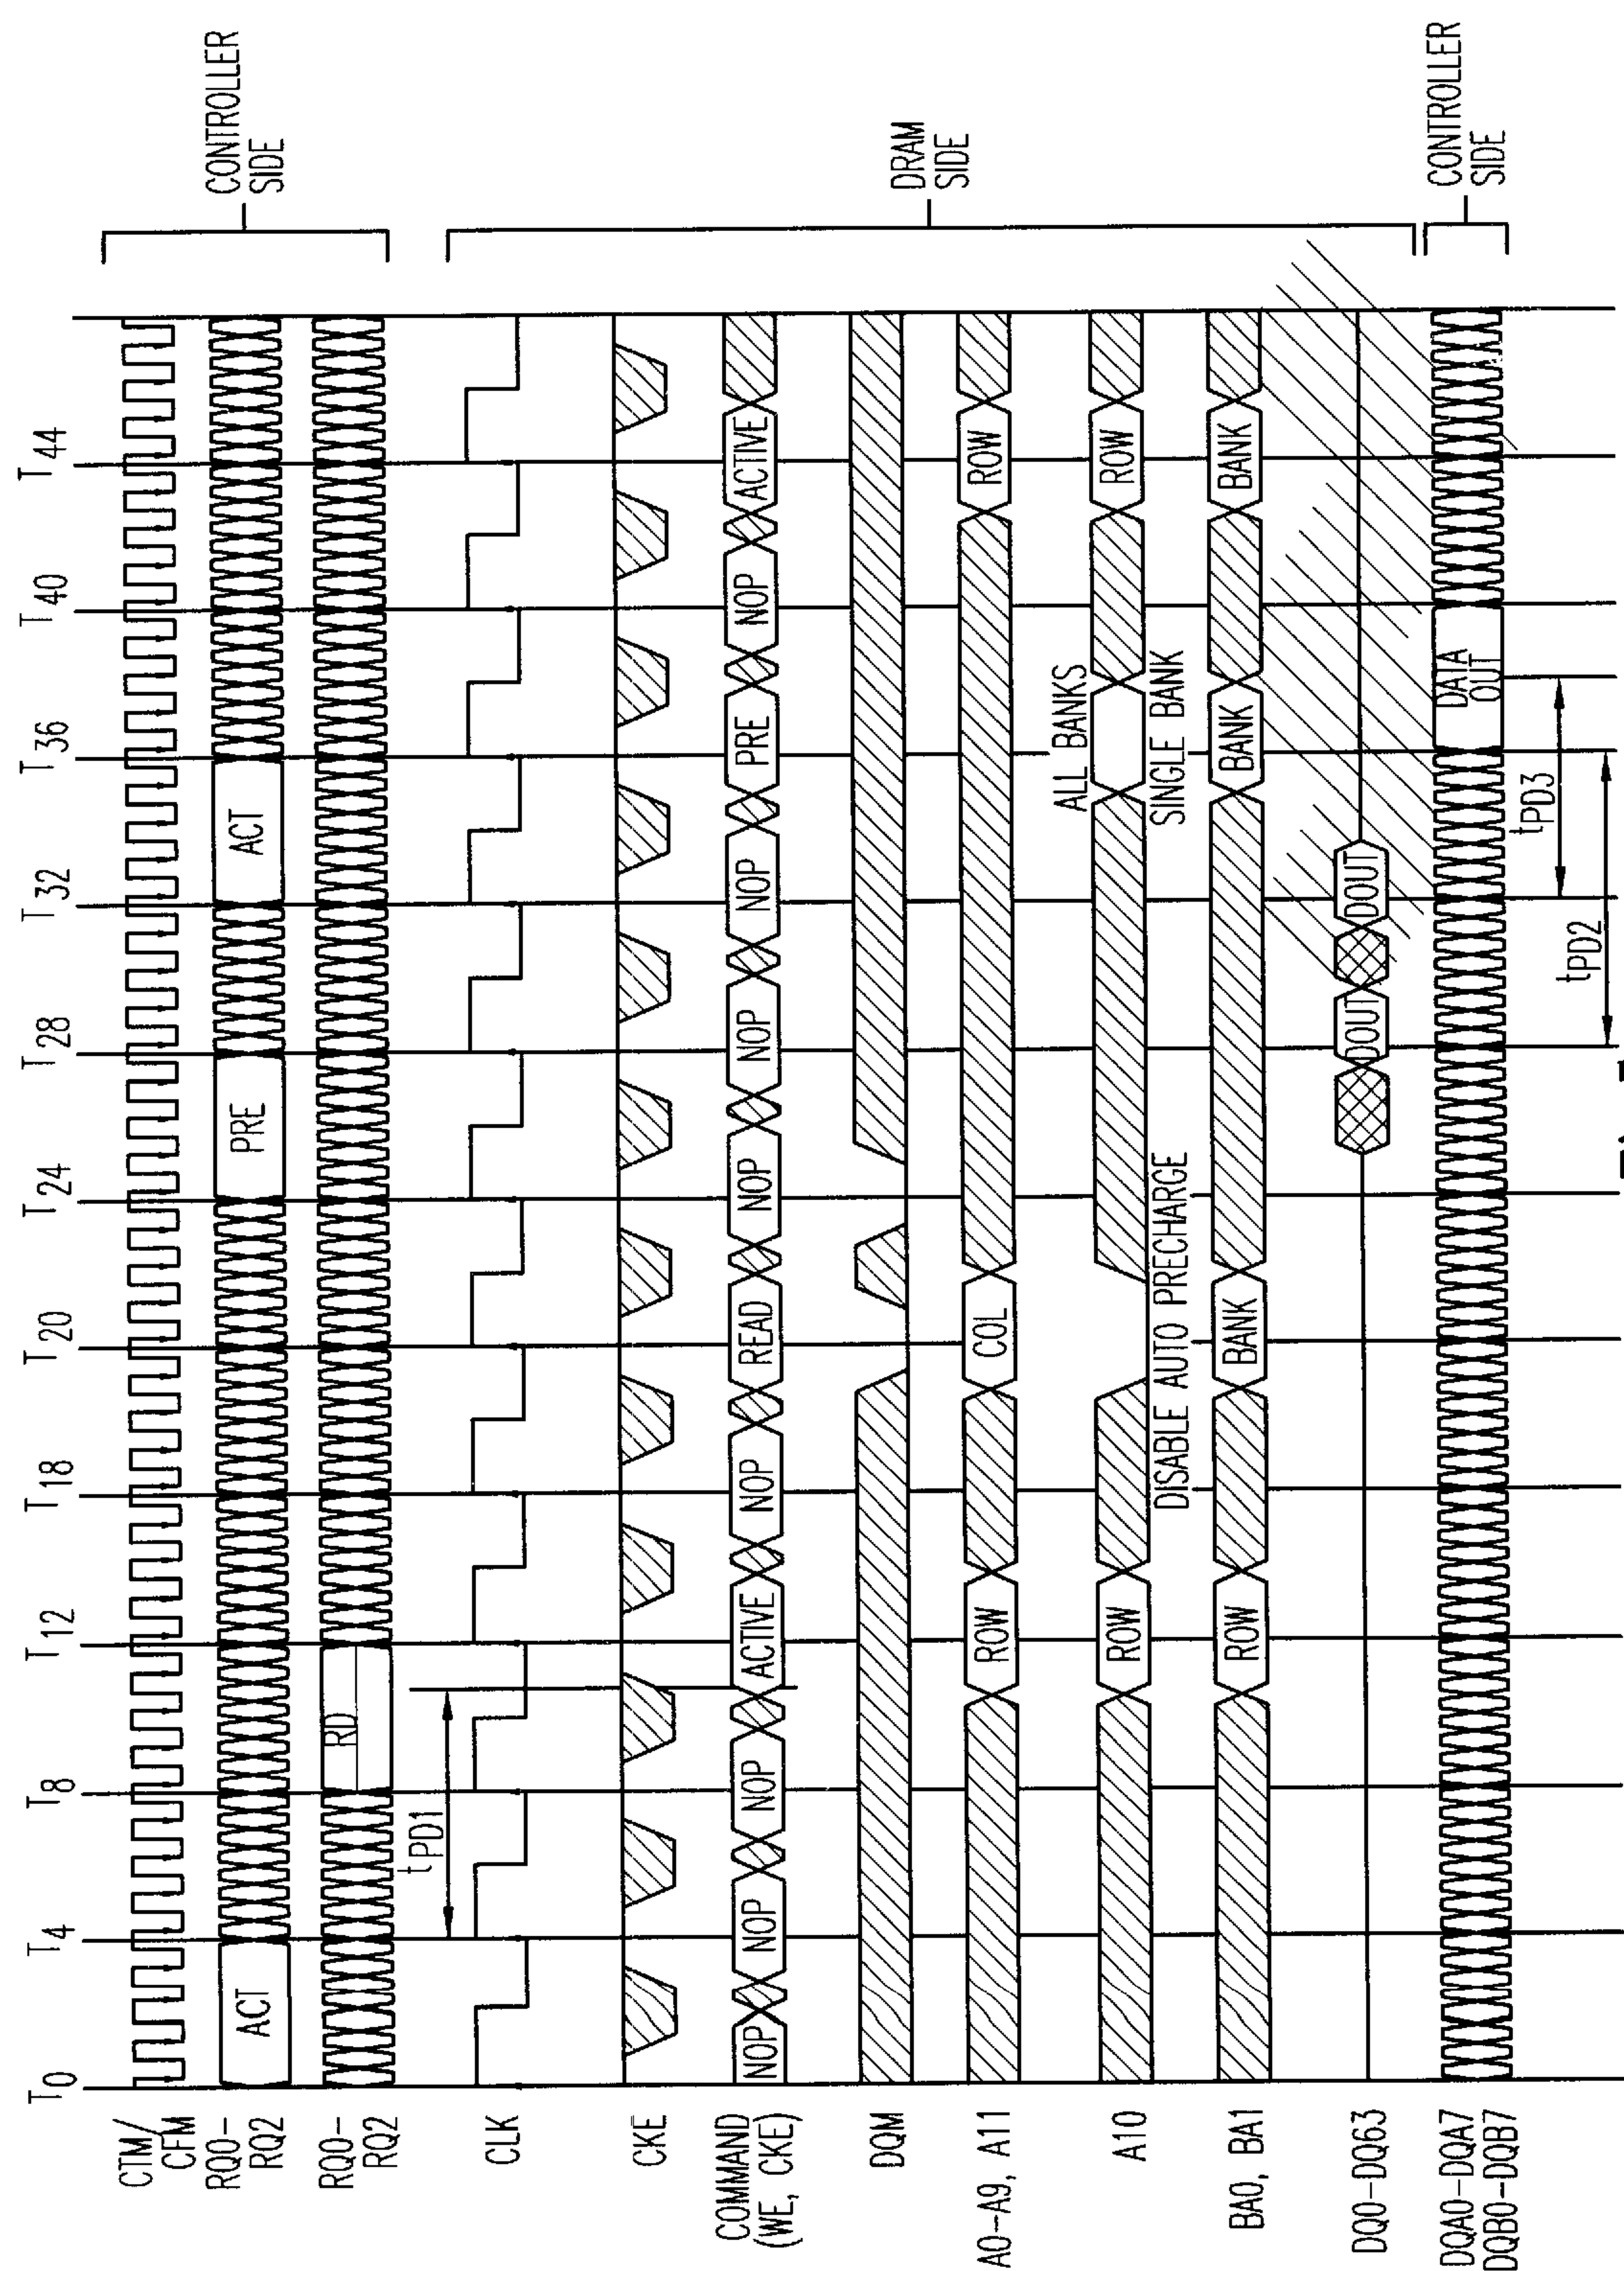 T0 T4 T8 T12 T18 T20 T24 T28 T32 T36 T40 T44
CTM/
CFM
RQ0-
RQ2
ACT
PRE
ACT
CONTROLLER
SIDE
RQ0-
RQ2
RD
tPD1
CLK
CKE
COMMAND
(WE, CKE)
NOP NOP NOP ACTIVE NOP READ NOP NOP NOP PRE NOP ACTIVE
DQM
DRAM
SIDE
A0-A9, A11
ROW COL ROW
A10
ROW
DISABLE AUTO PRECHARGE
ALL BANKS
SINGLE BANK
ROW
BA0, BA1
ROW BANK BANK BANK
DQ0-DQ63
DOUT DOUT
DQA0-DQA7
DQB0-DQB7
DATA
OUT
CONTROLLER
SIDE
tPD3
tPD2